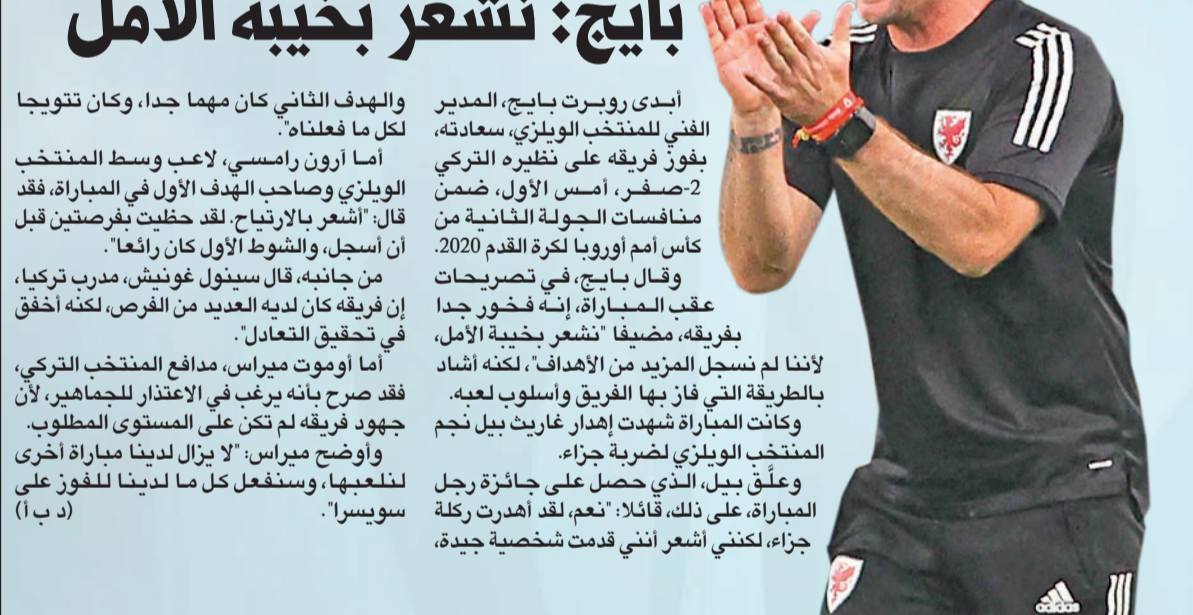 بايج: نشعر بخيبة الأمل
أبدى روبرت بايج، المدير
الفني للمنتخب الويلزي، سعادته،
بفوز فريقه على نظيره التركي
2-صفر، أمس الأول، ضمن
منافسات الجولة الثانية من
كأس أمم أوروبا لكرة القدم 2020.
وقال بايج، في تصريحات
عقب المباراة، إنه فخور جدا
بفريقه، مضيفا "نشعر بخيبة الأمل،
لأننا لم نسجل المزيد من الأهداف"، لكنه أشاد
بالطريقة التي فاز بها الفريق وأسلوب لعبه.
وكانت المباراة شهدت إهدار غاريث بيل نجم
المنتخب الويلزي لضربة جزاء.
وعلَّق بيل، الذي حصل على جائزة رجل
المباراة، على ذلك، قائلا: "نعم، لقد أهدرت ركلة
جزاء، لكنني أشعر أنني قدمت شخصية جيدة،
والهدف الثاني كان مهما جدا، وكان تتويجا
لكل ما فعلناه".
أما آرون رامسي، لاعب وسط المنتخب
الويلزي وصاحب الهدف الأول في المباراة، فقد
قال: "أشعر بالارتياح. لقد حظيت بفرصتين قبل
أن أسجل، والشوط الأول كان رائعا".
من جانبه، قال سينول غونيش، مدرب تركيا،
إن فريقه كان لديه العديد من الفرص، لكنه أخفق
في تحقيق التعادل".
أما أوموت ميراس، مدافع المنتخب التركي،
فقد صرح بأنه يرغب في الاعتذار للجماهير، لأن
جهود فريقه لم تكن على المستوى المطلوب.
وأوضح ميراس: "لا يزال لدينا مباراة أخرى
لنلعبها، وسنفعل كل ما لدينا للفوز على
سويسرا". (د ب أ)
adidas